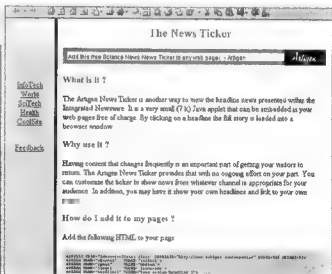 The News Ticker
Add this free Science News News Ticker to any web page. - Artigen
Artigen
InfoTech
World
SciTech
Health
CoolSite
Feedback
What is it ?
The Artigen News Ticker is another way to view the headline news presented within the
Integrated Newswire. It is a very small (7 k) Java applet that can be embedded in your
web pages free of charge. By clicking on a headline the full story is loaded into a
browser window
Why use it ?
Having content that changes frequently is an important part of getting your visitors to
return. The Artigen News Ticker provides that with no ongoing effort on your part. You
can customize the ticker to show news from whatever channel is appropriate for your
audience. In addition, you may have it show your own headlines and link to your own
How do I add it to my pages ?
Add the following HTML to your page